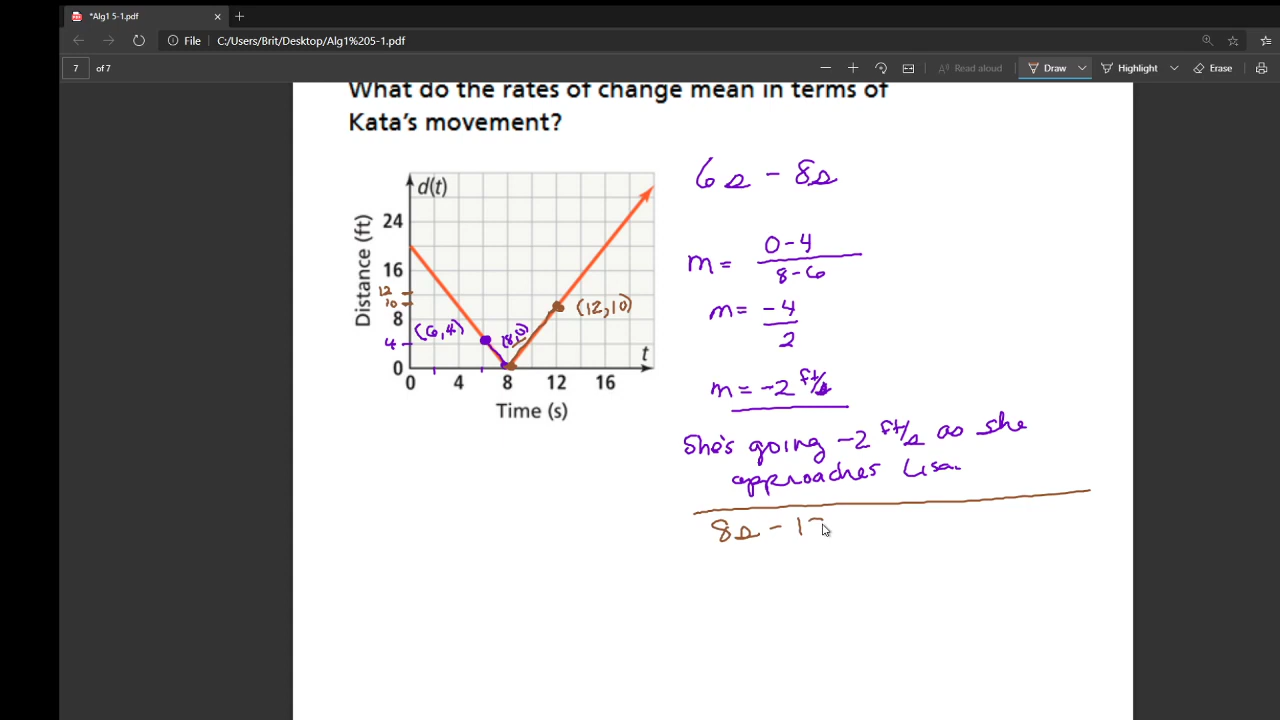 *Alg1 5-1.pdf
File C:/Users/Brit/Desktop/Alg1%205-1.pdf
7 of 7 Read aloud Draw Highlight Erase
What do the rates of change mean in terms of
Kata's movement?
d(t)
Distance (ft)
24
16
12
10
8
4
0
(6,4)
(8,0)
(12,10)
t
0 4 8 12 16
Time (s)
6s - 8s
m = 0-4
8-6
m = -4
2
m = -2 ft/s
She's going -2 ft/s as she
approaches Lisa.
8s - 1